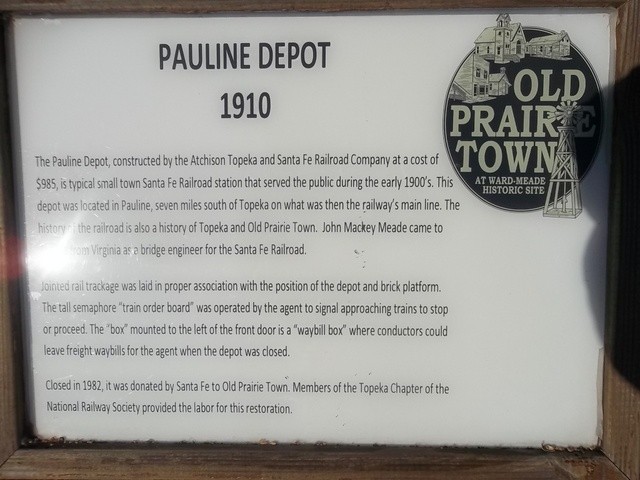 PAULINE DEPOT
1910
OLD
PRAIRIE
TOWN
AT WARD-MEADE
HISTORIC SITE
The Pauline Depot, constructed by the Atchison Topeka and Santa Fe Railroad Company at a cost of
$985, is typical small town Santa Fe Railroad station that served the public during the early 1900's. This
depot was located in Pauline, seven miles south of Topeka on what was then the railway's main line. The
history the railroad is also a history of Topeka and Old Prairie Town. John Mackey Meade came to
from Virginia as a bridge engineer for the Santa Fe Railroad.
Jointed rail trackage was laid in proper association with the position of the depot and brick platform.
The tall semaphore "train order board" was operated by the agent to signal approaching trains to stop
or proceed. The "box" mounted to the left of the front door is a "waybill box" where conductors could
leave freight waybills for the agent when the depot was closed.
Closed in 1982, it was donated by Santa Fe to Old Prairie Town. Members of the Topeka Chapter of the
National Railway Society provided the labor for this restoration.